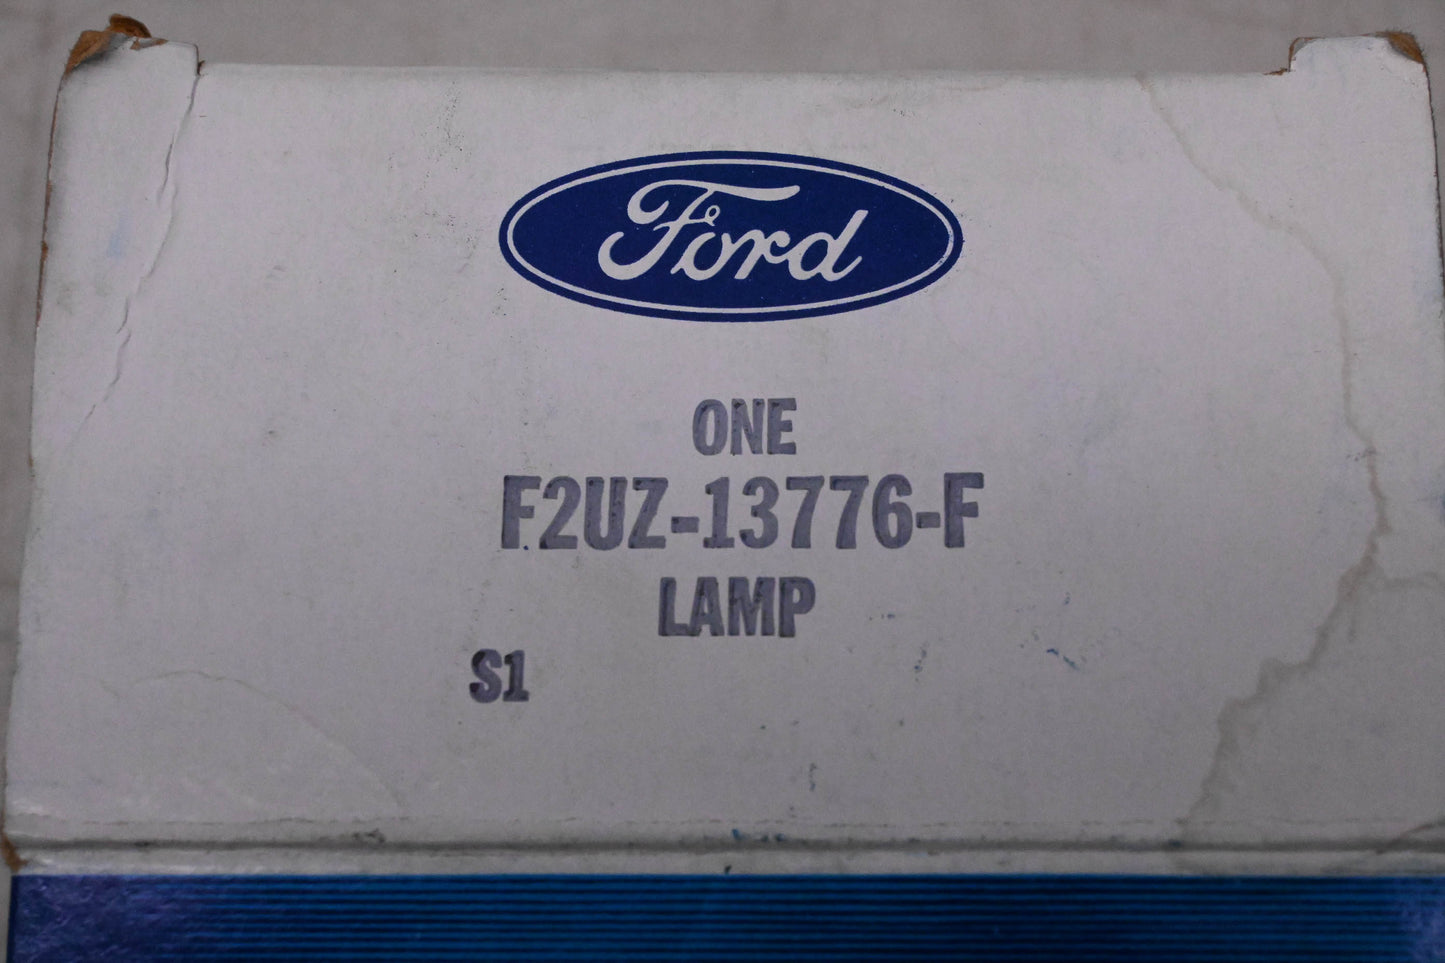 Ford
ONE
F2UZ-13776-F
LAMP
S1